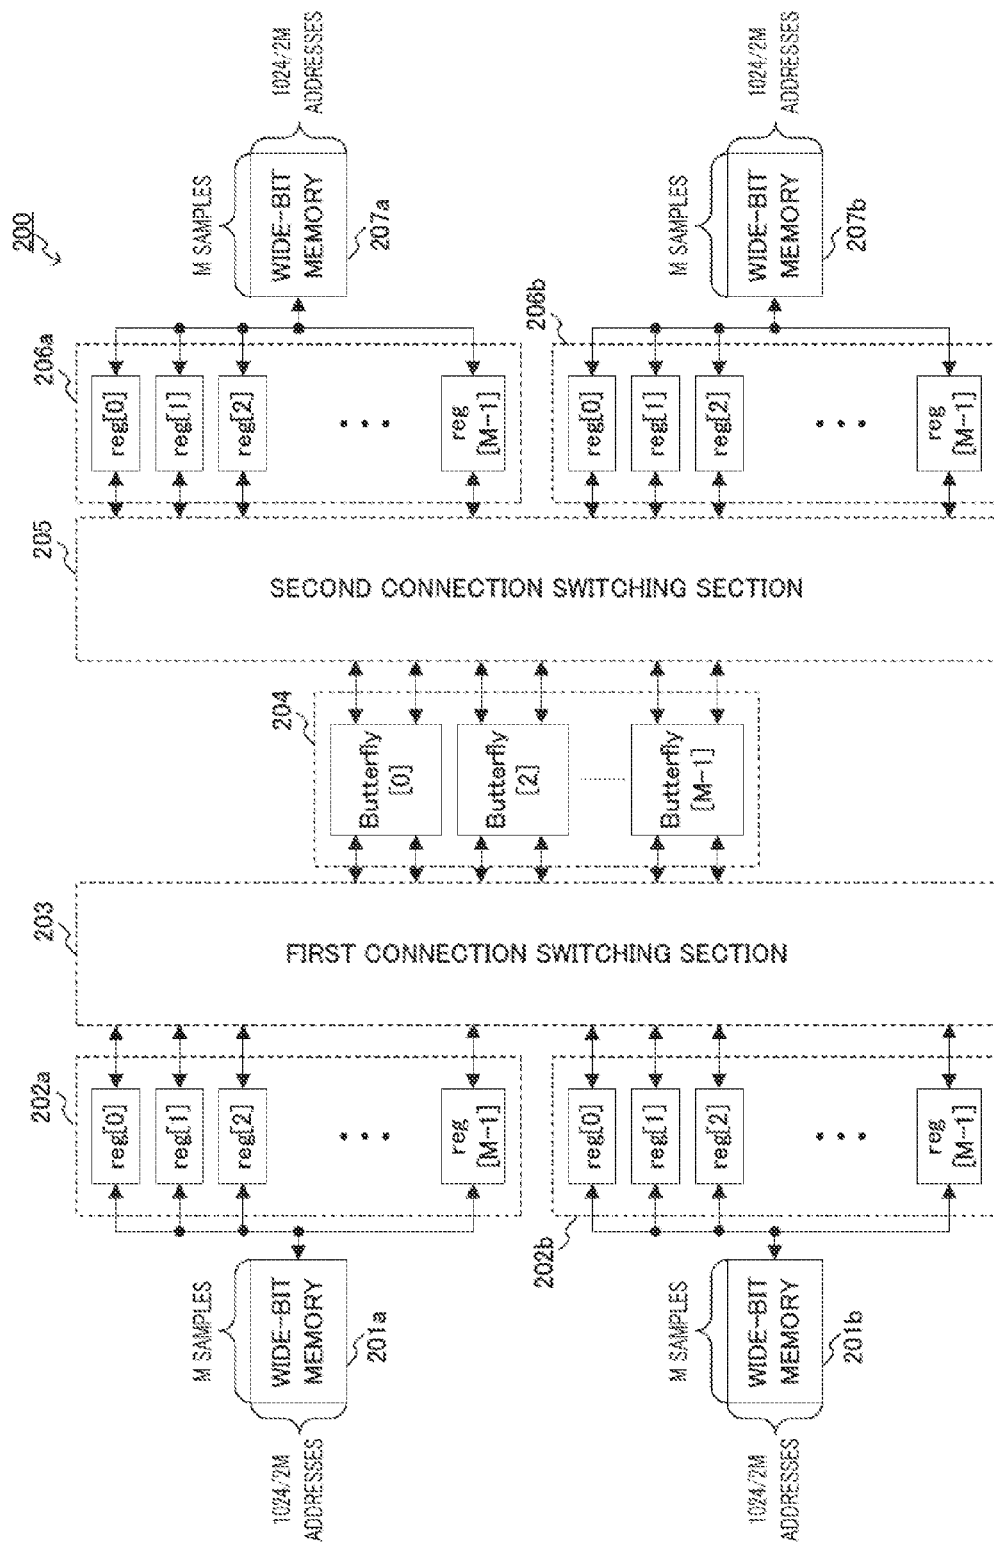 200
M SAMPLES
1024/2M
ADDRESSES
WIDE-BIT
MEMORY
201a
202a
reg[0]
reg[1]
reg[2]
• • •
reg
[M-1]
203
FIRST CONNECTION SWITCHING SECTION
204
Butterfly
[0]
Butterfly
[2]
Butterfly
[M-1]
205
SECOND CONNECTION SWITCHING SECTION
206a
reg[0]
reg[1]
reg[2]
• • •
reg
[M-1]
M SAMPLES
WIDE-BIT
MEMORY
207a
1024/2M
ADDRESSES
M SAMPLES
1024/2M
ADDRESSES
WIDE-BIT
MEMORY
201b
202b
reg[0]
reg[1]
reg[2]
• • •
reg
[M-1]
206b
reg[0]
reg[1]
reg[2]
• • •
reg
[M-1]
M SAMPLES
WIDE-BIT
MEMORY
207b
1024/2M
ADDRESSES